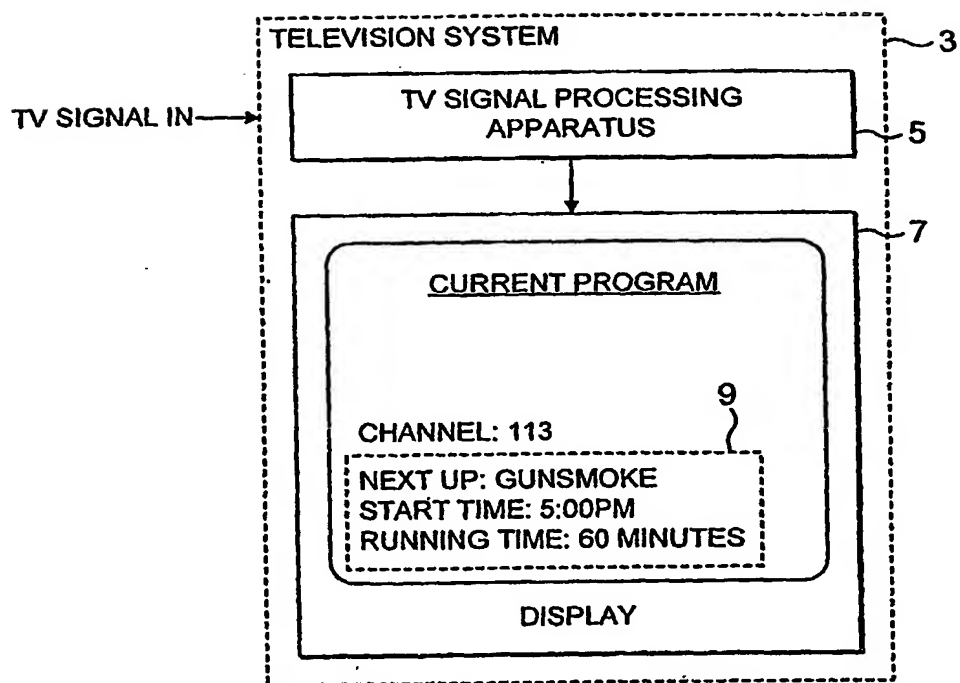 TELEVISION SYSTEM
3
TV SIGNAL IN
TV SIGNAL PROCESSING
APPARATUS
5
7
CURRENT PROGRAM
9
CHANNEL: 113
NEXT UP: GUNSMOKE
START TIME: 5:00PM
RUNNING TIME: 60 MINUTES
DISPLAY